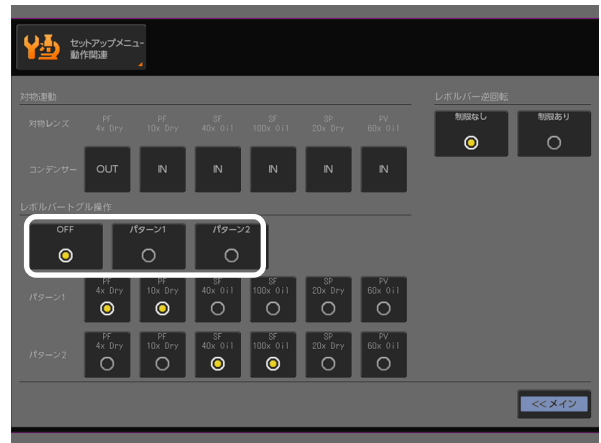 セットアップメニュー
動作関連
対物連動
レボルバー逆回転
対物レンズ PF 4x Dry PF 10x Dry SF 40x Oil SF 100x Oil SP 20x Dry PV 60x Oil
制限なし 制限あり
コンデンサー OUT IN IN IN IN IN
レボルバートグル操作
OFF パターン1 パターン2
パターン1 PF 4x Dry PF 10x Dry SF 40x Oil SF 100x Oil SP 20x Dry PV 60x Oil
パターン2 PF 4x Dry PF 10x Dry SF 40x Oil SF 100x Oil SP 20x Dry PV 60x Oil
<< メイン